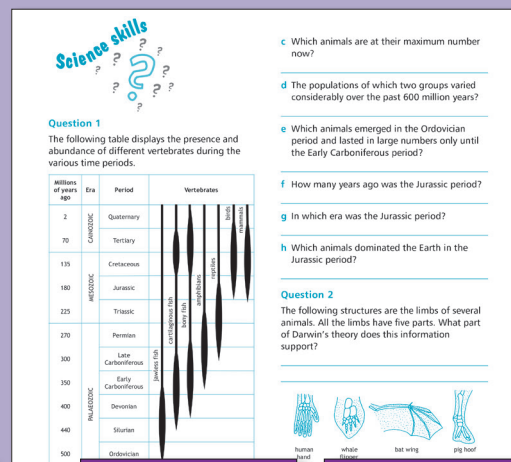 Science skills
Question 1
The following table displays the presence and
abundance of different vertebrates during the
various time periods.
Millions
of years
ago
Era
Period
Vertebrates
2
Quaternary
70
Tertiary
CAINOZOIC
135
Cretaceous
180
Jurassic
225
Triassic
MESOZOIC
270
Permian
300
Late
Carboniferous
350
Early
Carboniferous
400
Devonian
440
Silurian
500
Ordovician
PALAEOZOIC
jawless fish
cartilaginous fish
bony fish
amphibians
reptiles
birds
mammals
c Which animals are at their maximum number
now?
d The populations of which two groups varied
considerably over the past 600 million years?
e Which animals emerged in the Ordovician
period and lasted in large numbers only until
the Early Carboniferous period?
f How many years ago was the Jurassic period?
g In which era was the Jurassic period?
h Which animals dominated the Earth in the
Jurassic period?
Question 2
The following structures are the limbs of several
animals. All the limbs have five parts. What part
of Darwin's theory does this information
support?
human
hand
whale
flipper
bat wing
pig hoof